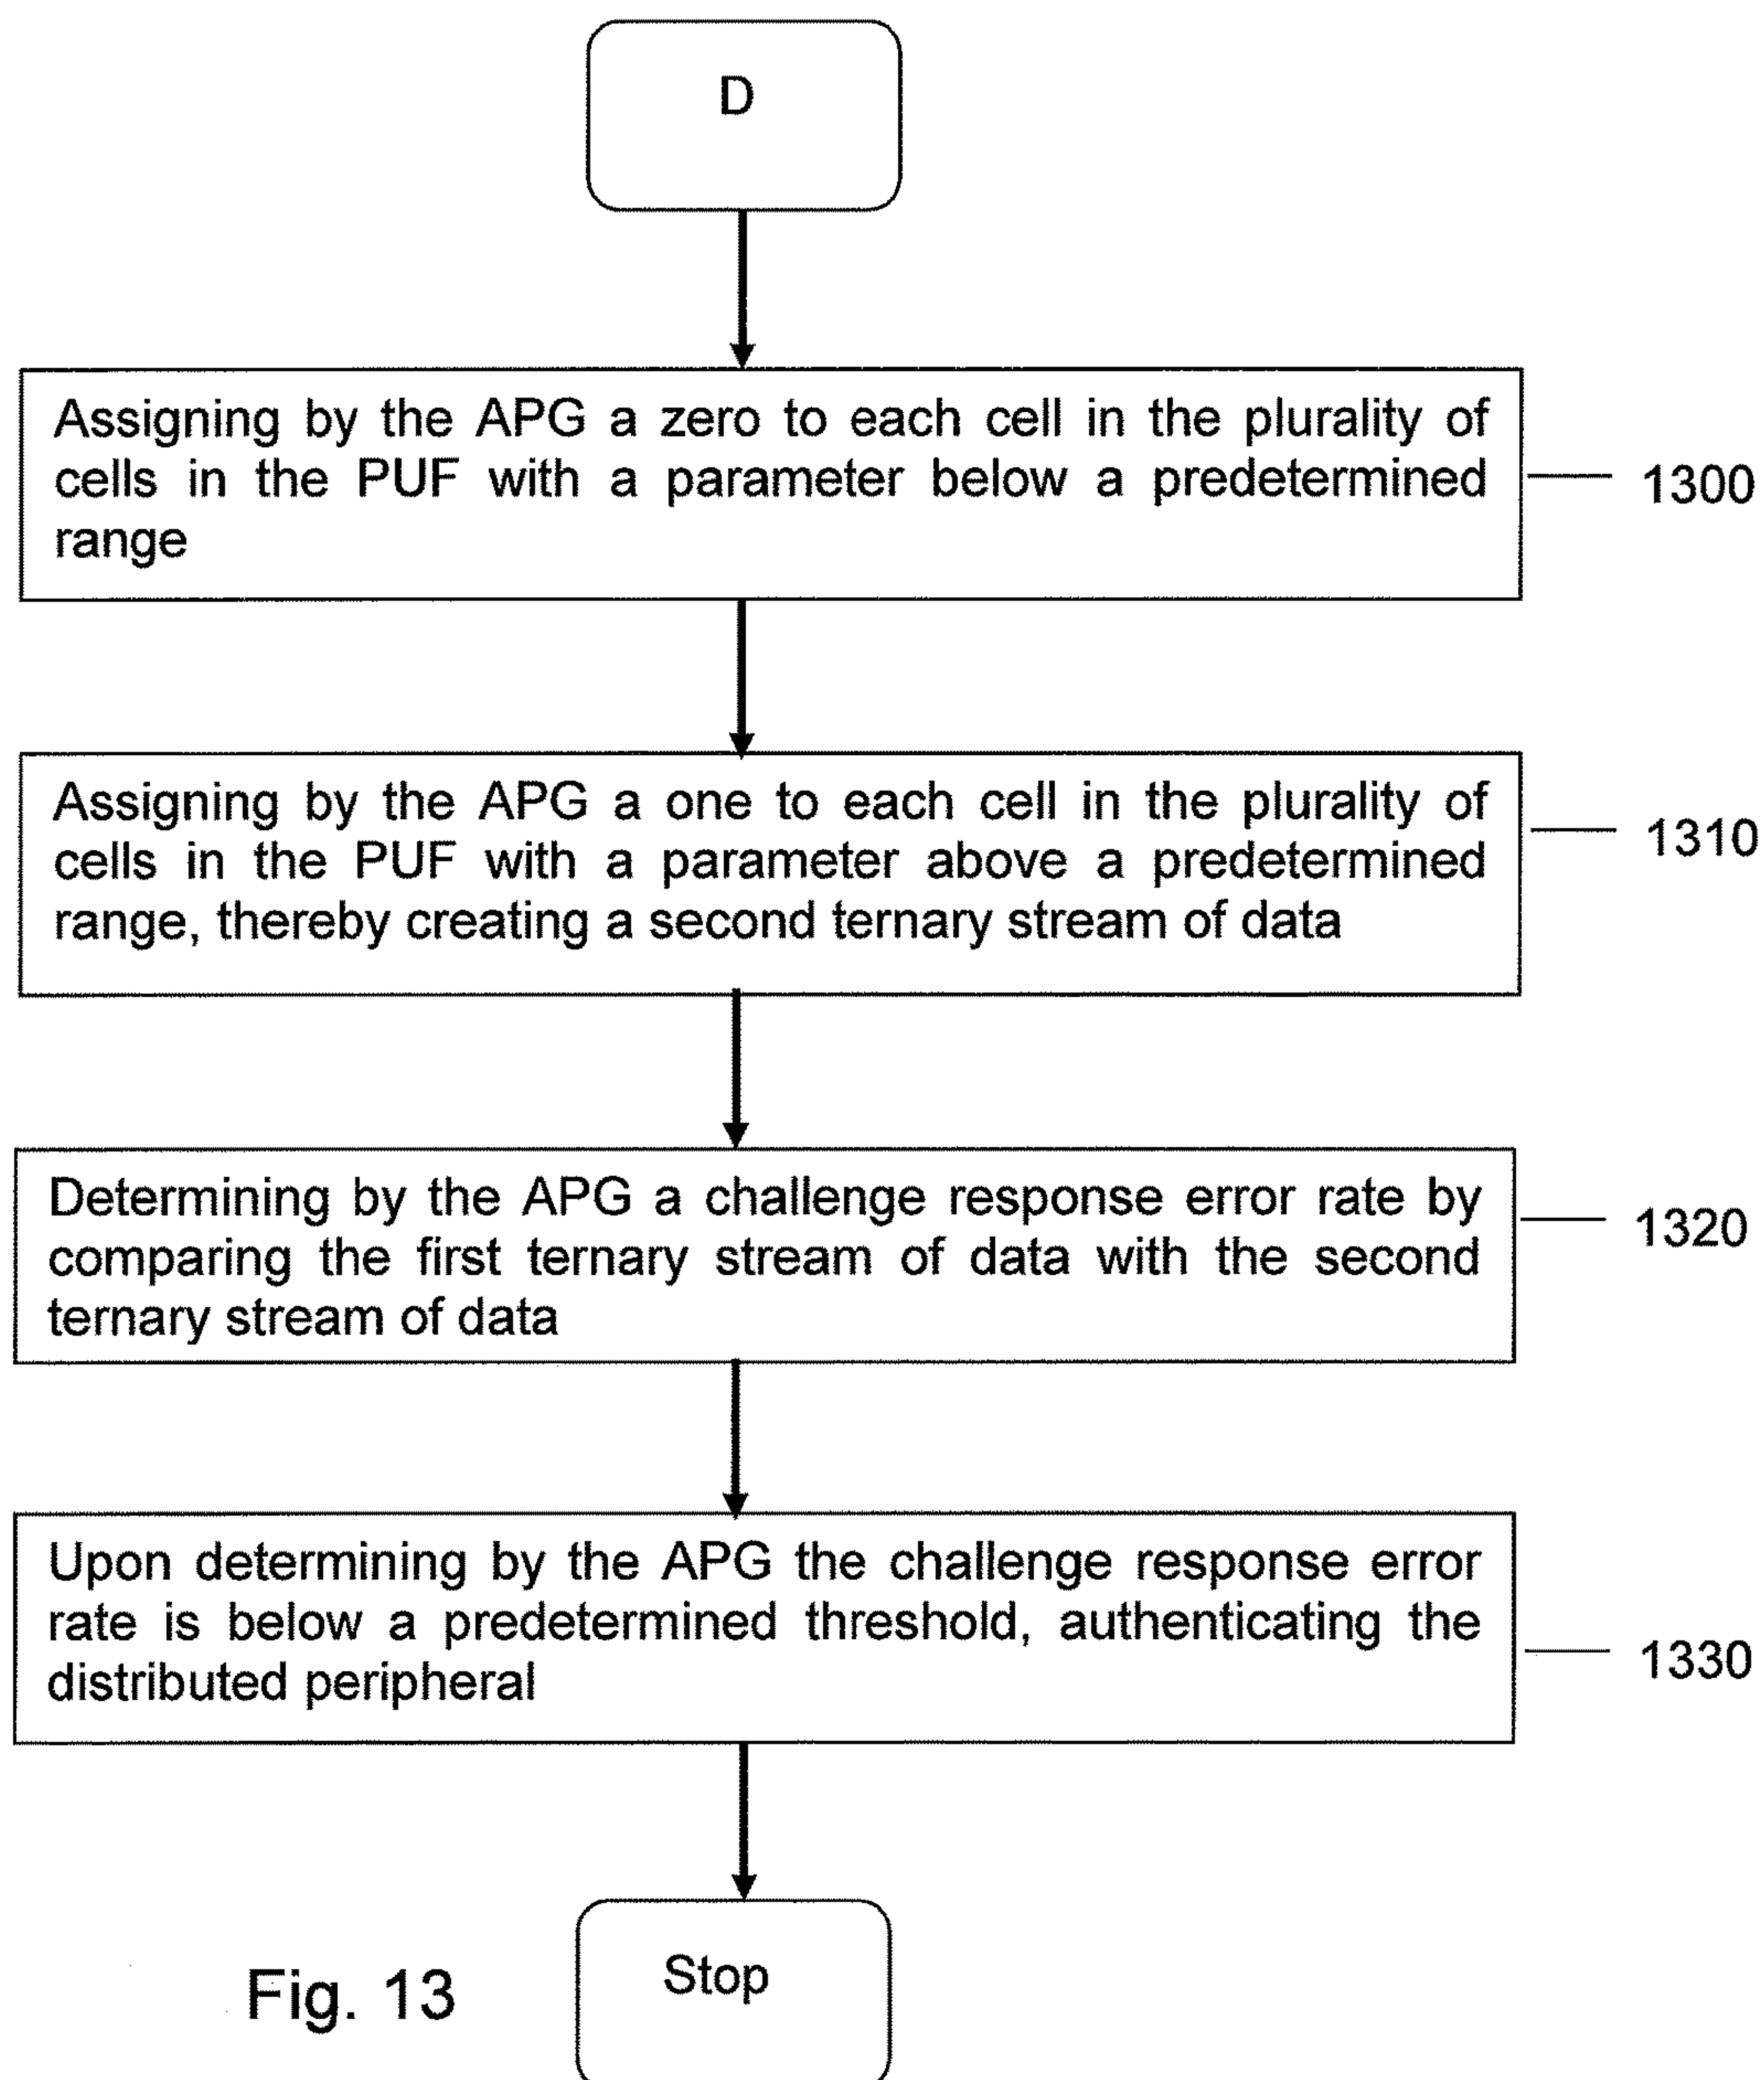 D
Assigning by the APG a zero to each cell in the plurality of
cells in the PUF with a parameter below a predetermined
range
1300
Assigning by the APG a one to each cell in the plurality of
cells in the PUF with a parameter above a predetermined
range, thereby creating a second ternary stream of data
1310
Determining by the APG a challenge response error rate by
comparing the first ternary stream of data with the second
ternary stream of data
1320
Upon determining by the APG the challenge response error
rate is below a predetermined threshold, authenticating the
distributed peripheral
1330
Stop
Fig. 13